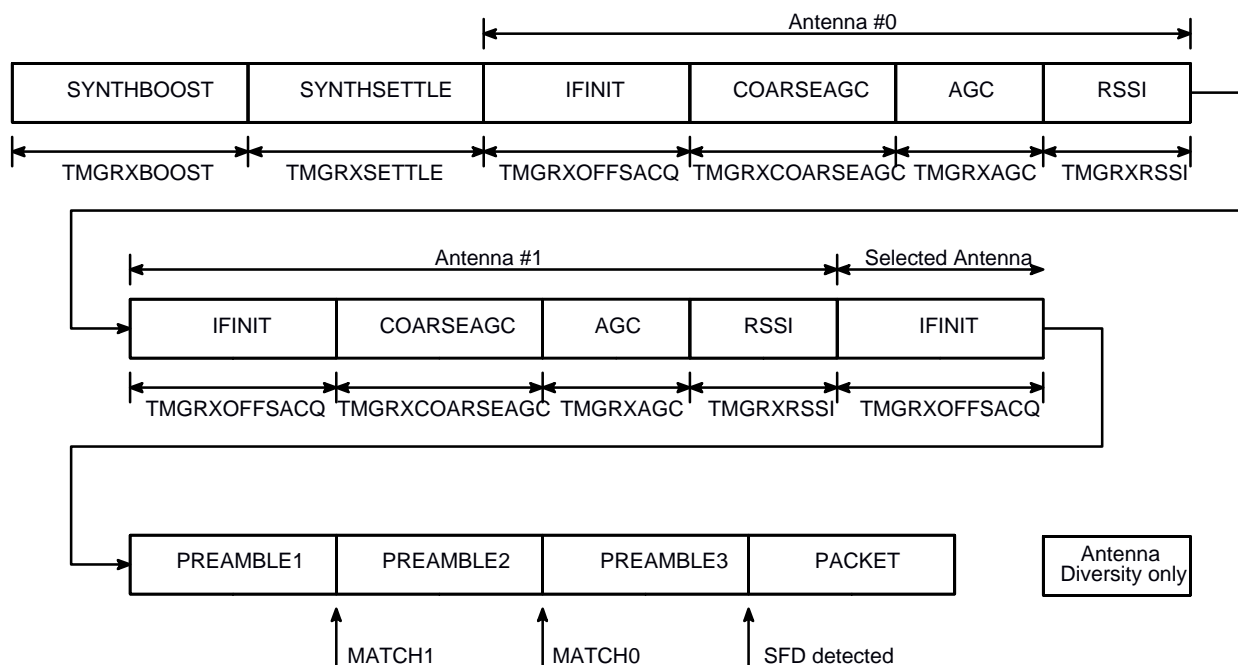 Antenna #0
SYNTHBOOST SYNTHSETTLE IFINIT COARSEAGC AGC RSSI
TMGRXBOOST TMGRXSETTLE TMGRXOFFSACQ TMGRXCOARSEAGC TMGRXAGC TMGRXRSSI
Antenna #1 Selected Antenna
IFINIT COARSEAGC AGC RSSI IFINIT
TMGRXOFFSACQ TMGRXCOARSEAGC TMGRXAGC TMGRXRSSI TMGRXOFFSACQ
PREAMBLE1 PREAMBLE2 PREAMBLE3 PACKET
Antenna
Diversity only
MATCH1 MATCH0 SFD detected